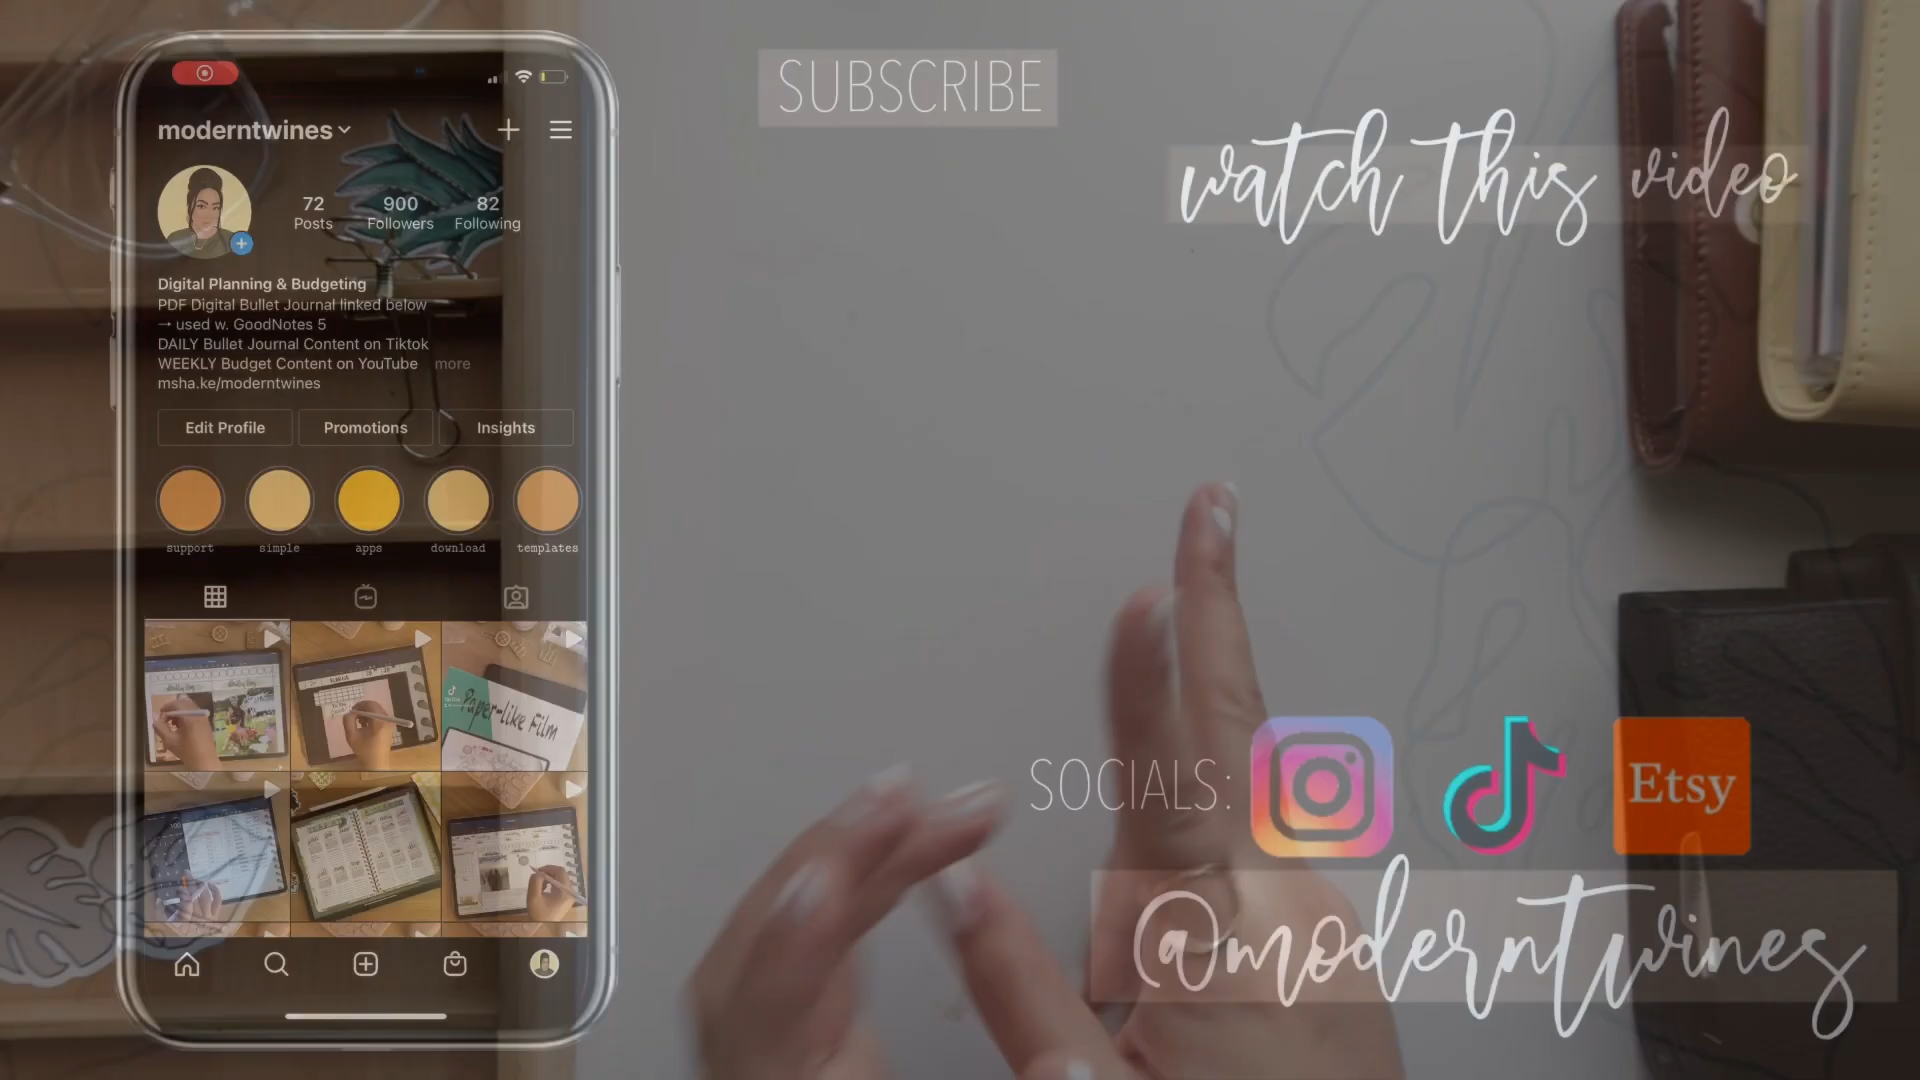 moderntwines
72
Posts
900
Followers
82
Following
Digital Planning & Budgeting
PDF Digital Bullet Journal linked below
→ used w. GoodNotes 5
DAILY Bullet Journal Content on Tiktok
WEEKLY Budget Content on YouTube more
msha.ke/moderntwines
Edit Profile
Promotions
Insights
support
simple
apps
download
templates
Paper-like Film
SUBSCRIBE
watch this video
SOCIALS:
Etsy
@moderntwines